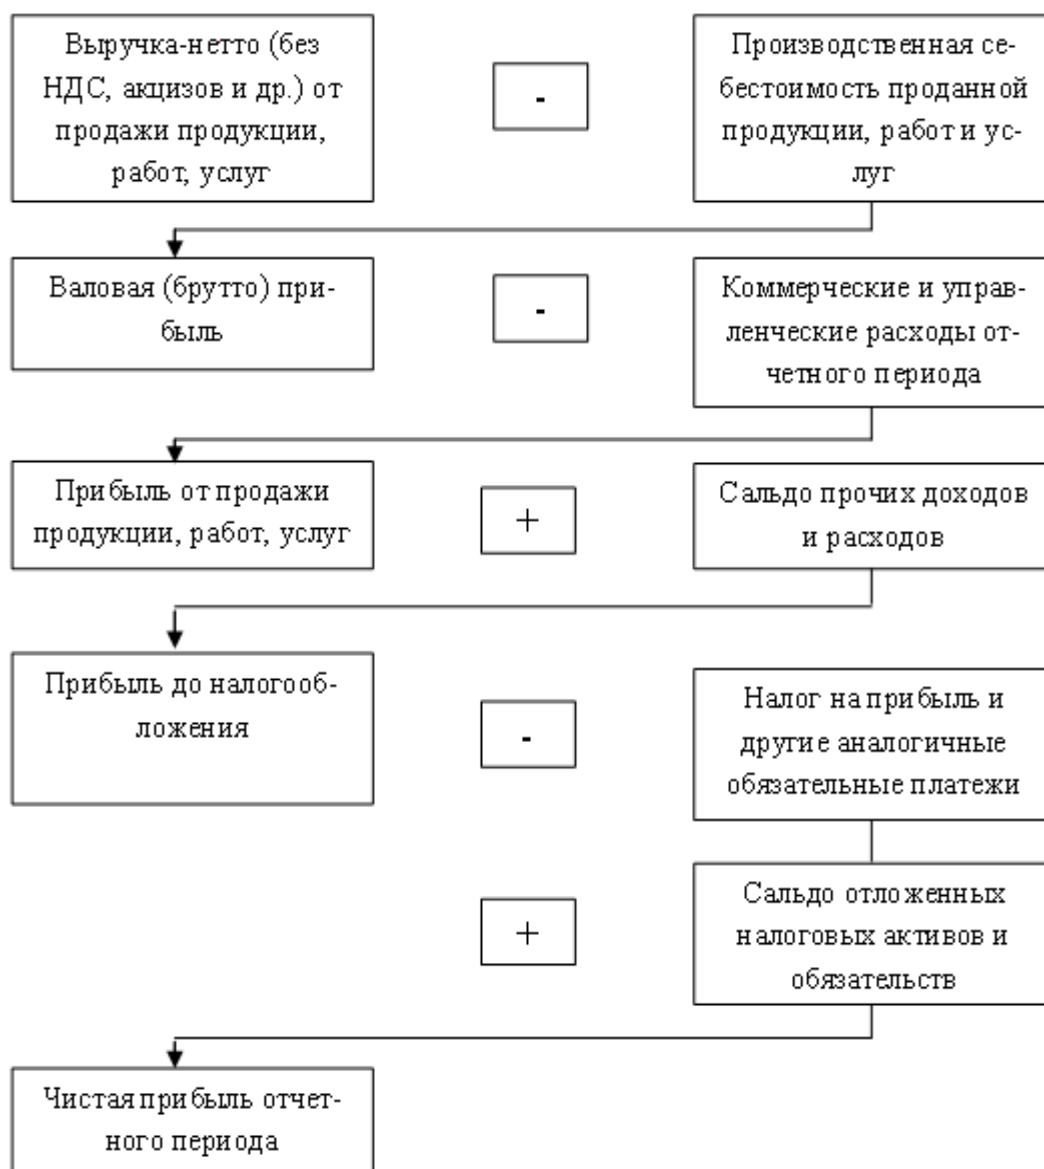 Выручка-нетто (без
НДС, акцизов и др.) от
продажи продукции,
работ, услуг
-
Производственная се-
бестоимость проданной
продукции, работ и ус-
луг
Валовая (брутто) при-
быль
-
Коммерческие и управ-
ленческие расходы от-
четного периода
Прибыль от продажи
продукции, работ, услуг
+
Сальдо прочих доходов
и расходов
Прибыль до налогооб-
ложения
-
Налог на прибыль и
другие аналогичные
обязательные платежи
+
Сальдо отложенных
налоговых активов и
обязательств
Чистая прибыль отчет-
ного периода